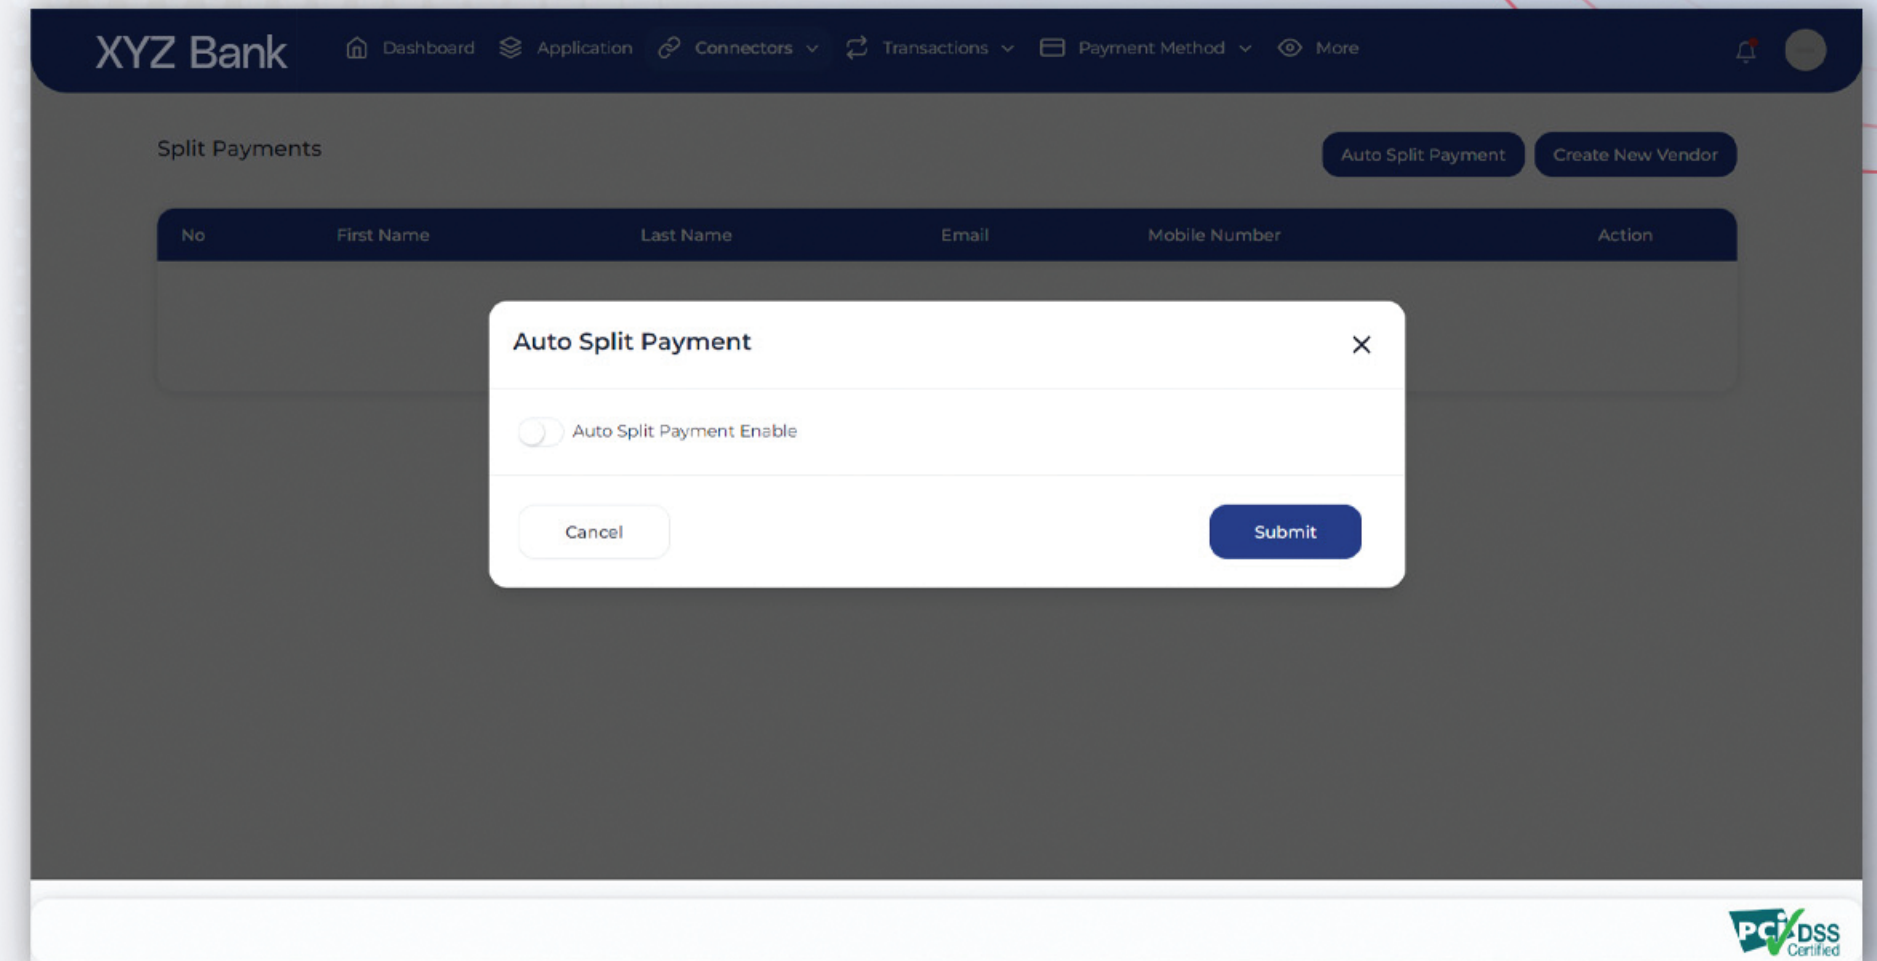 XYZ Bank Dashboard Application Connectors Transactions Payment Method More
Split Payments Auto Split Payment Create New Vendor
No First Name Last Name Email Mobile Number Action
Auto Split Payment
Auto Split Payment Enable
Cancel Submit
PCI DSS
Certified